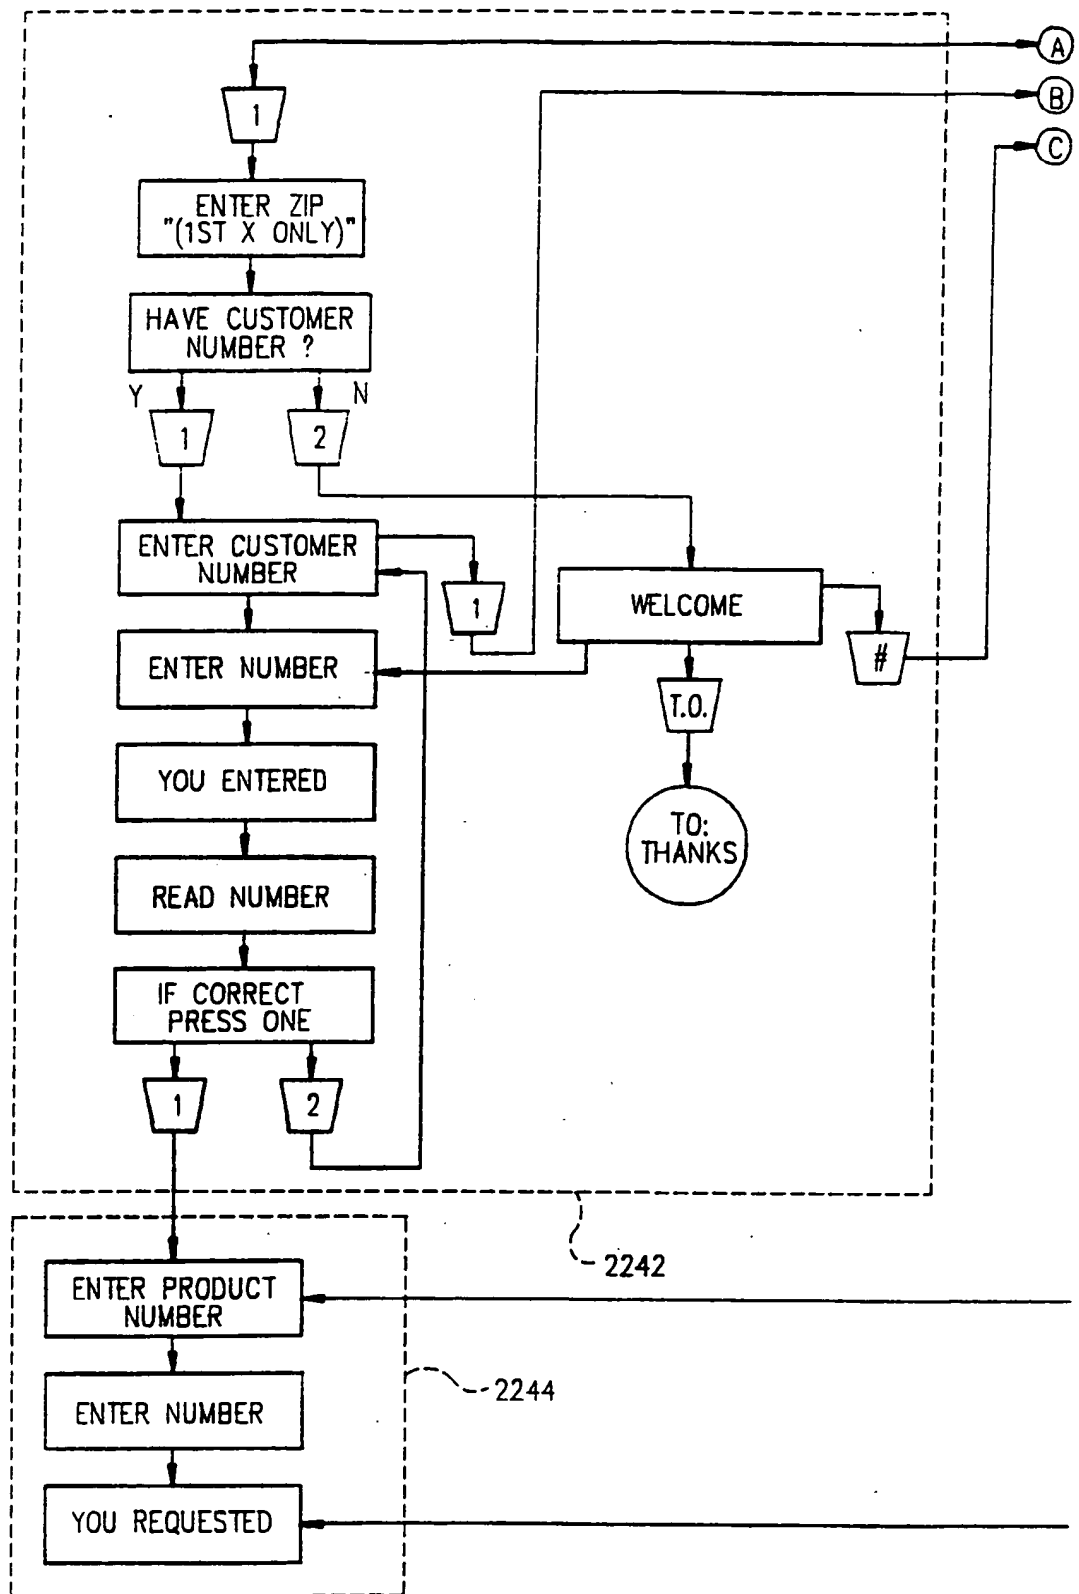 A
B
C
1
ENTER ZIP
"(1ST X ONLY)"
HAVE CUSTOMER
NUMBER ?
Y
N
1
2
ENTER CUSTOMER
NUMBER
1
WELCOME
#
ENTER NUMBER
T.O.
YOU ENTERED
TO:
THANKS
READ NUMBER
IF CORRECT
PRESS ONE
1
2
2242
ENTER PRODUCT
NUMBER
2244
ENTER NUMBER
YOU REQUESTED